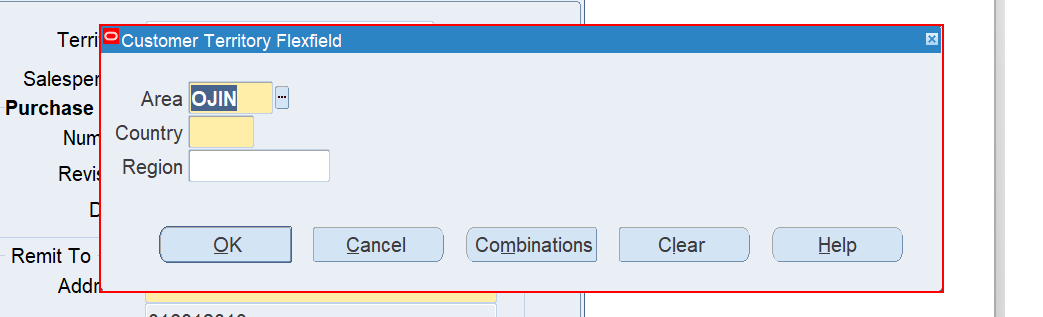 Terri
Customer Territory Flexfield
Salesper
Area OJIN ...
Purchase
Country
Num
Region
Revis
OK Cancel Combinations Clear Help
Remit To
Addr